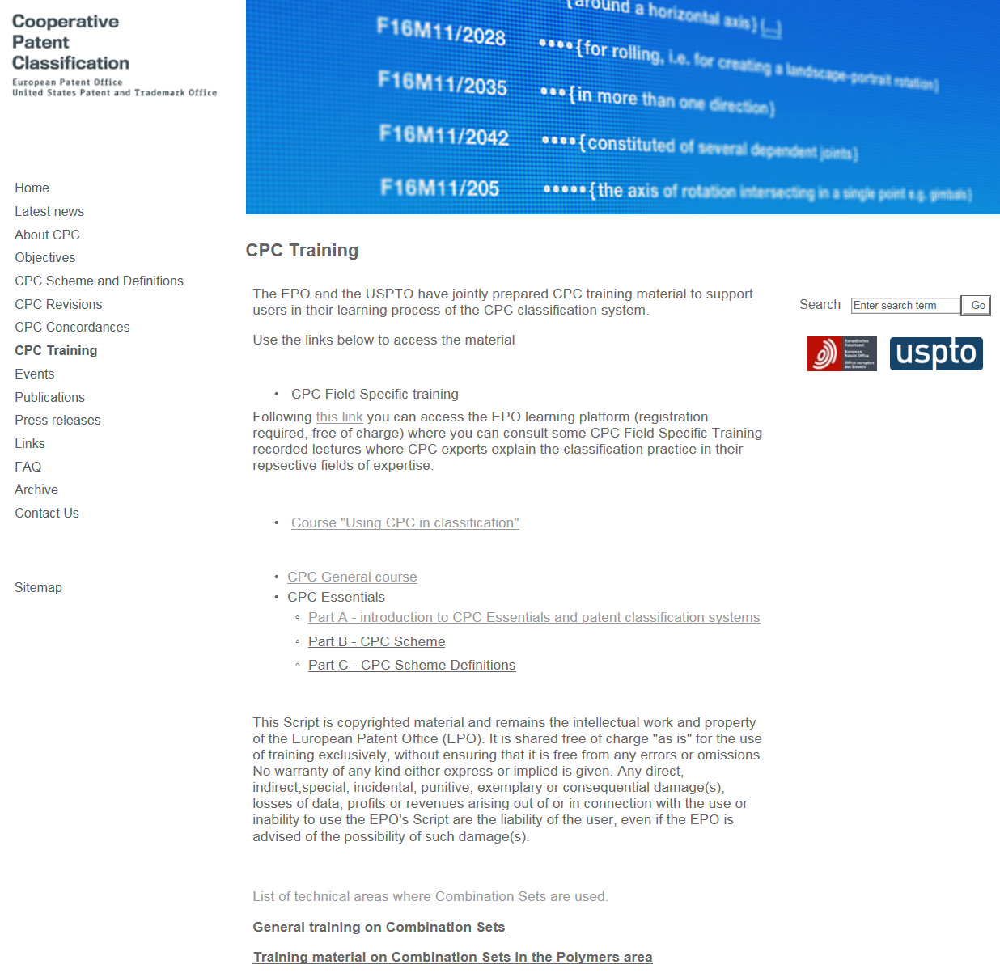 Cooperative
Patent
Classification
European Patent Office
United States Patent and Trademark Office
{around a horizontal axis}
F16M11/2028 ••••{for rolling, i.e. for creating a landscape-portrait rotation}
F16M11/2035 •••{in more than one direction}
F16M11/2042 ••••{constituted of several dependent joints}
F16M11/205 •••••{the axis of rotation intersecting in a single point e.g. gimbals}
Home
Latest news
About CPC
Objectives
CPC Scheme and Definitions
CPC Revisions
CPC Concordances
CPC Training
Events
Publications
Press releases
Links
FAQ
Archive
Contact Us
Sitemap
CPC Training
The EPO and the USPTO have jointly prepared CPC training material to support
users in their learning process of the CPC classification system.
Use the links below to access the material
• CPC Field Specific training
Following this link you can access the EPO learning platform (registration
required, free of charge) where you can consult some CPC Field Specific Training
recorded lectures where CPC experts explain the classification practice in their
repsective fields of expertise.
• Course "Using CPC in classification"
• CPC General course
• CPC Essentials
◦ Part A - introduction to CPC Essentials and patent classification systems
◦ Part B - CPC Scheme
◦ Part C - CPC Scheme Definitions
This Script is copyrighted material and remains the intellectual work and property
of the European Patent Office (EPO). It is shared free of charge "as is" for the use
of training exclusively, without ensuring that it is free from any errors or omissions.
No warranty of any kind either express or implied is given. Any direct,
indirect,special, incidental, punitive, exemplary or consequential damage(s),
losses of data, profits or revenues arising out of or in connection with the use or
inability to use the EPO's Script are the liability of the user, even if the EPO is
advised of the possibility of such damage(s).
List of technical areas where Combination Sets are used.
General training on Combination Sets
Training material on Combination Sets in the Polymers area
Search Enter search term Go
Europäisches
Patentamt
European
Patent Office
Office européen
des brevets
uspto